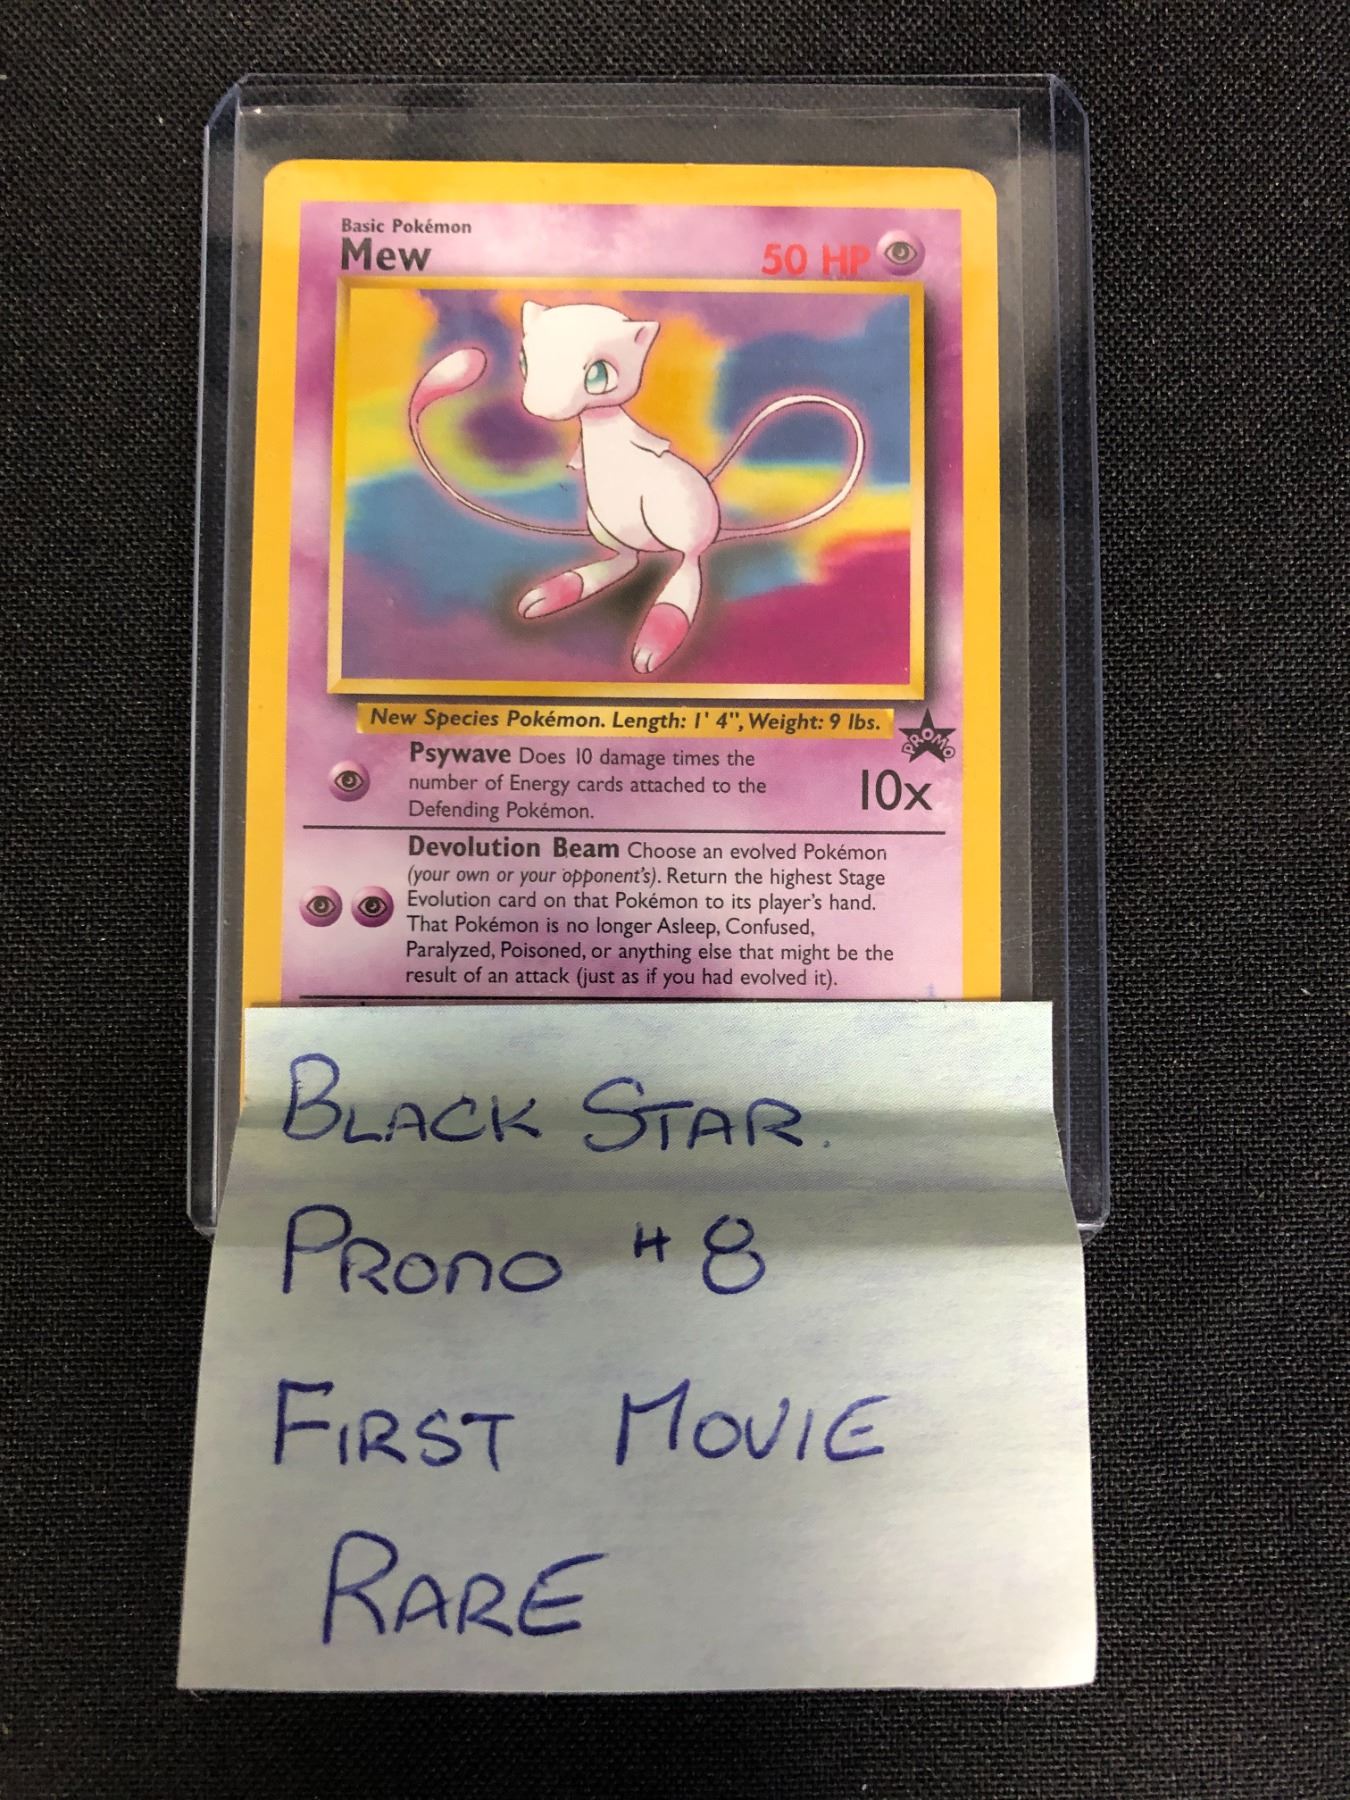 Basic Pokémon
Mew
50 HP
New Species Pokémon. Length: 1' 4", Weight: 9 lbs.
PROMO
Psywave Does 10 damage times the
number of Energy cards attached to the
Defending Pokémon.
10x
Devolution Beam Choose an evolved Pokémon
(your own or your opponent's). Return the highest Stage
Evolution card on that Pokémon to its player's hand.
That Pokémon is no longer Asleep, Confused,
Paralyzed, Poisoned, or anything else that might be the
result of an attack (just as if you had evolved it).
BLACK STAR.
PROMO #8
FIRST MOVIE
RARE